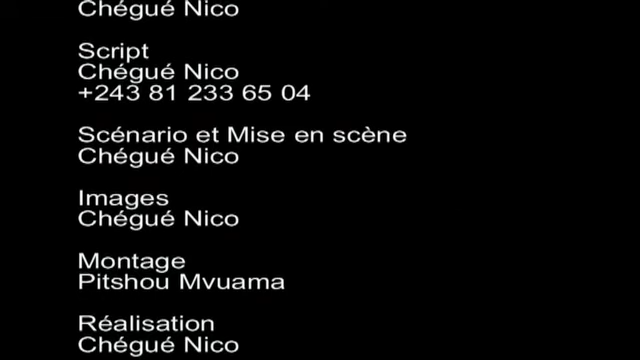 Chégué Nico
Script
Chégué Nico
+243 81 233 65 04
Scénario et Mise en scène
Chégué Nico
Images
Chégué Nico
Montage
Pitshou Mvuama
Réalisation
Chégué Nico